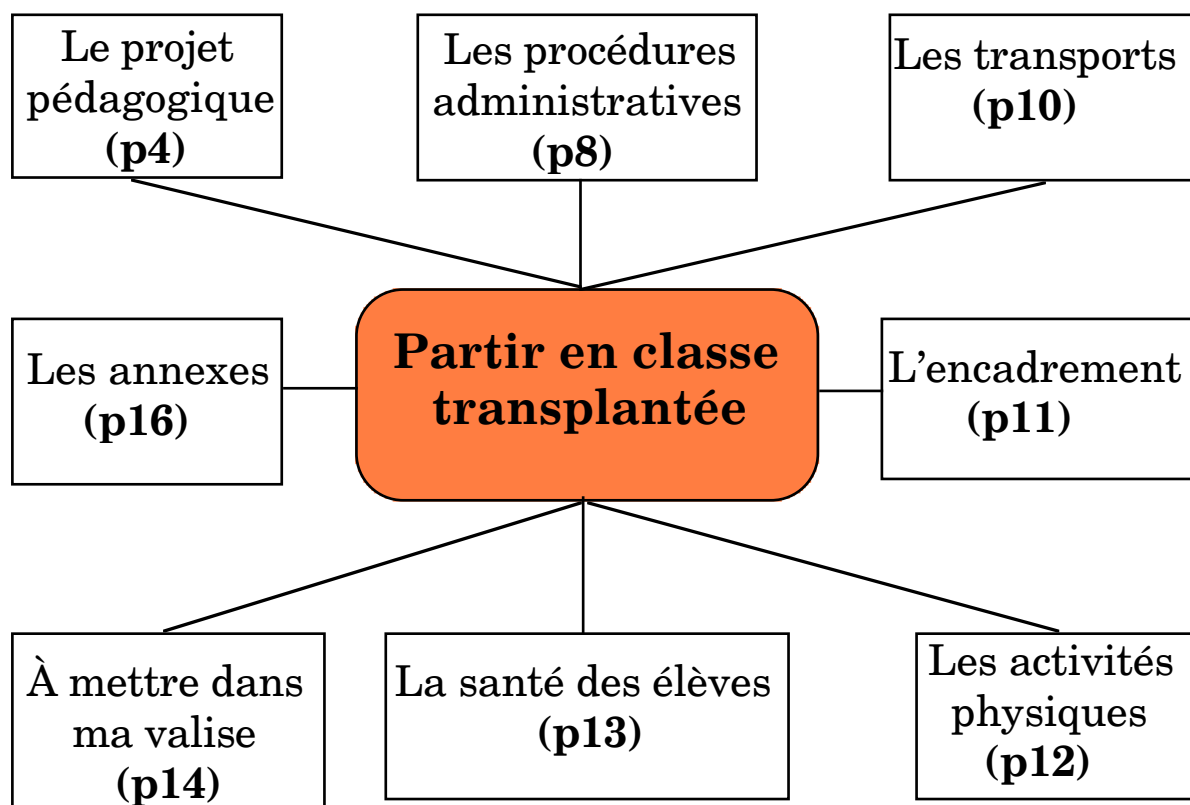 Le projet
pédagogique
(p4)
Les procédures
administratives
(p8)
Les transports
(p10)
Les annexes
(p16)
Partir en classe
transplantée
L’encadrement
(p11)
À mettre dans
ma valise
(p14)
La santé des élèves
(p13)
Les activités
physiques
(p12)